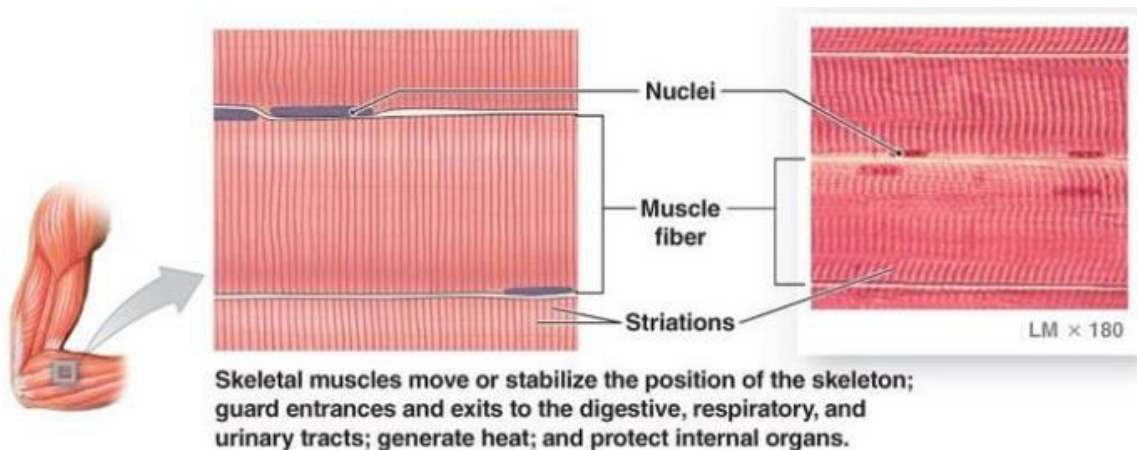 Nuclei
Muscle
fiber
Striations
LM × 180
Skeletal muscles move or stabilize the position of the skeleton;
guard entrances and exits to the digestive, respiratory, and
urinary tracts; generate heat; and protect internal organs.